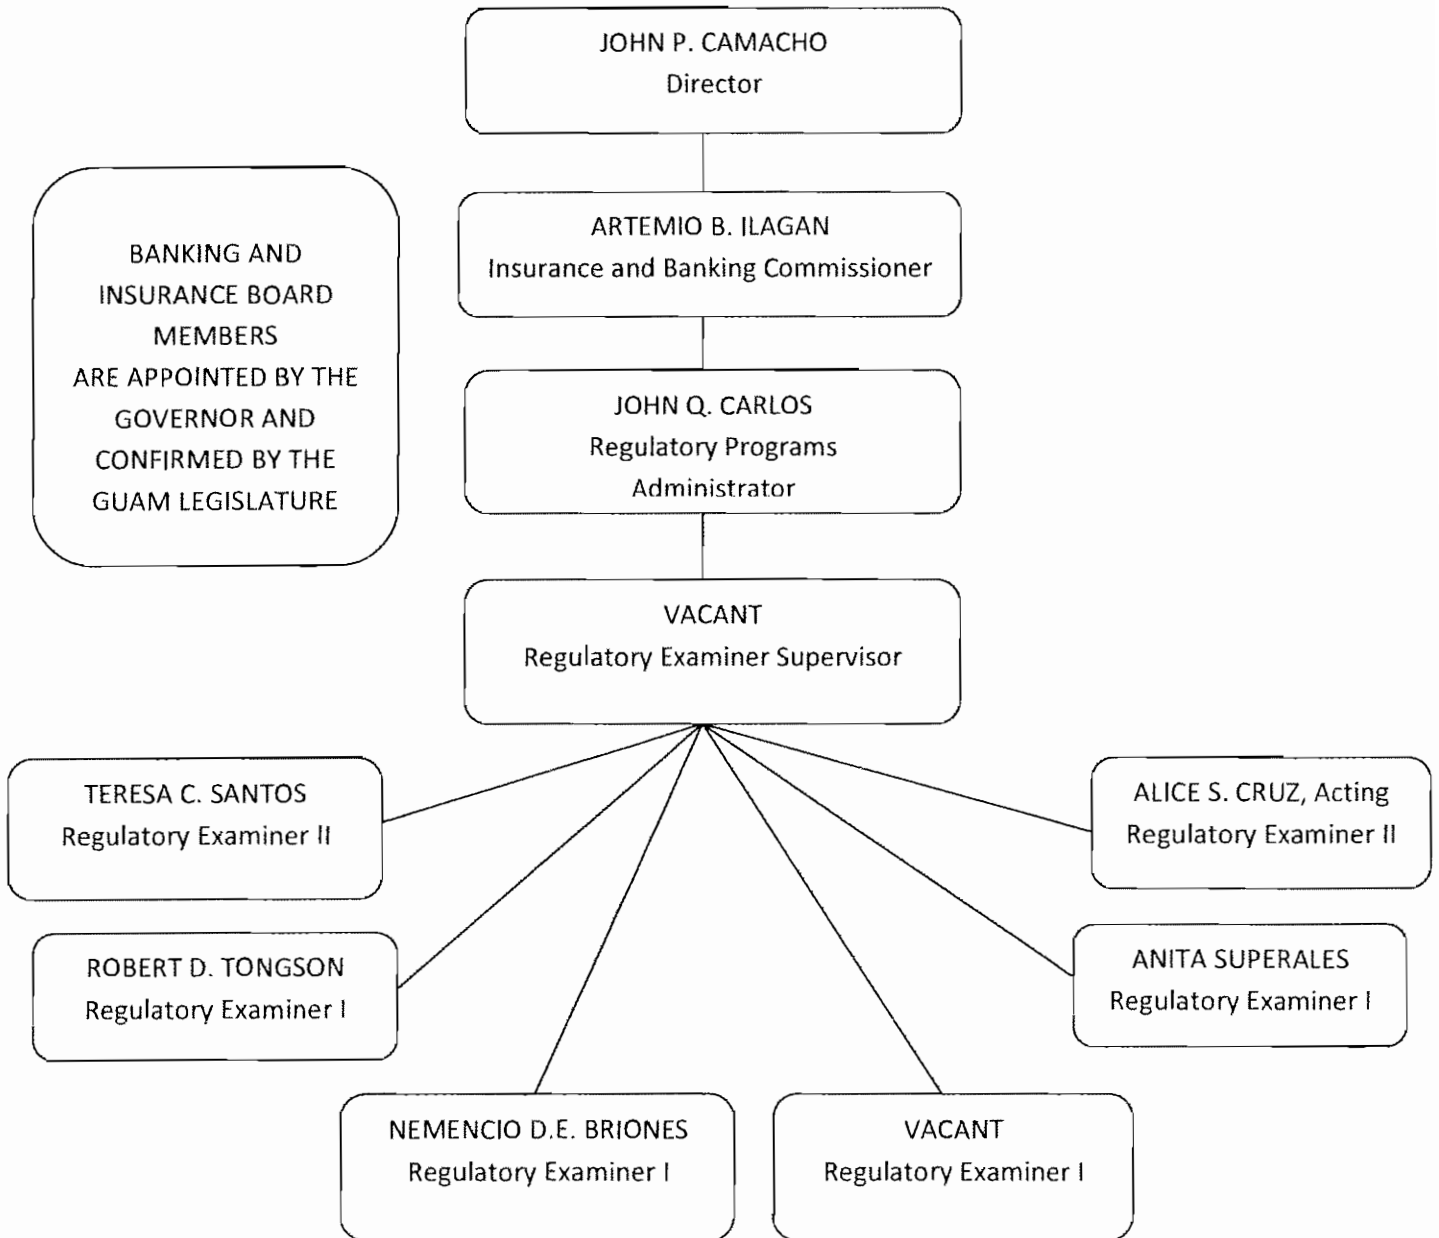 JOHN P. CAMACHO
Director
ARTEMIO B. ILAGAN
Insurance and Banking Commissioner
BANKING AND
INSURANCE BOARD
MEMBERS
ARE APPOINTED BY THE
GOVERNOR AND
CONFIRMED BY THE
GUAM LEGISLATURE
JOHN Q. CARLOS
Regulatory Programs
Administrator
VACANT
Regulatory Examiner Supervisor
TERESA C. SANTOS
Regulatory Examiner II
ALICE S. CRUZ, Acting
Regulatory Examiner II
ROBERT D. TONGSON
Regulatory Examiner I
ANITA SUPERALES
Regulatory Examiner I
NEMENCIO D.E. BRIONES
Regulatory Examiner I
VACANT
Regulatory Examiner I